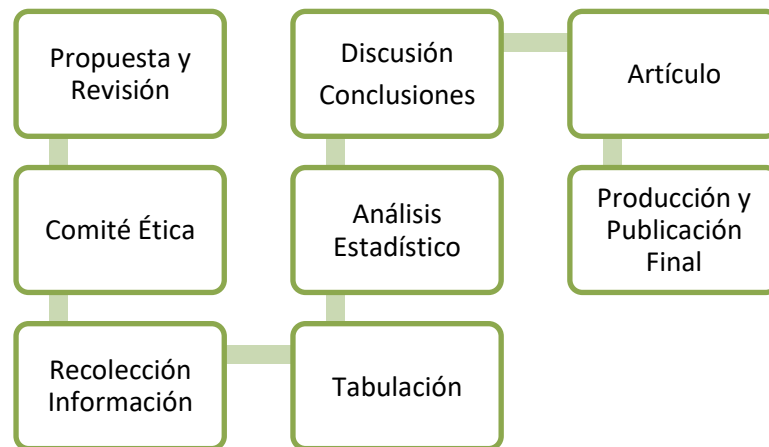 Propuesta y
Revisión
Comité Ética
Recolección
Información
Tabulación
Análisis
Estadístico
Discusión
Conclusiones
Artículo
Producción y
Publicación
Final